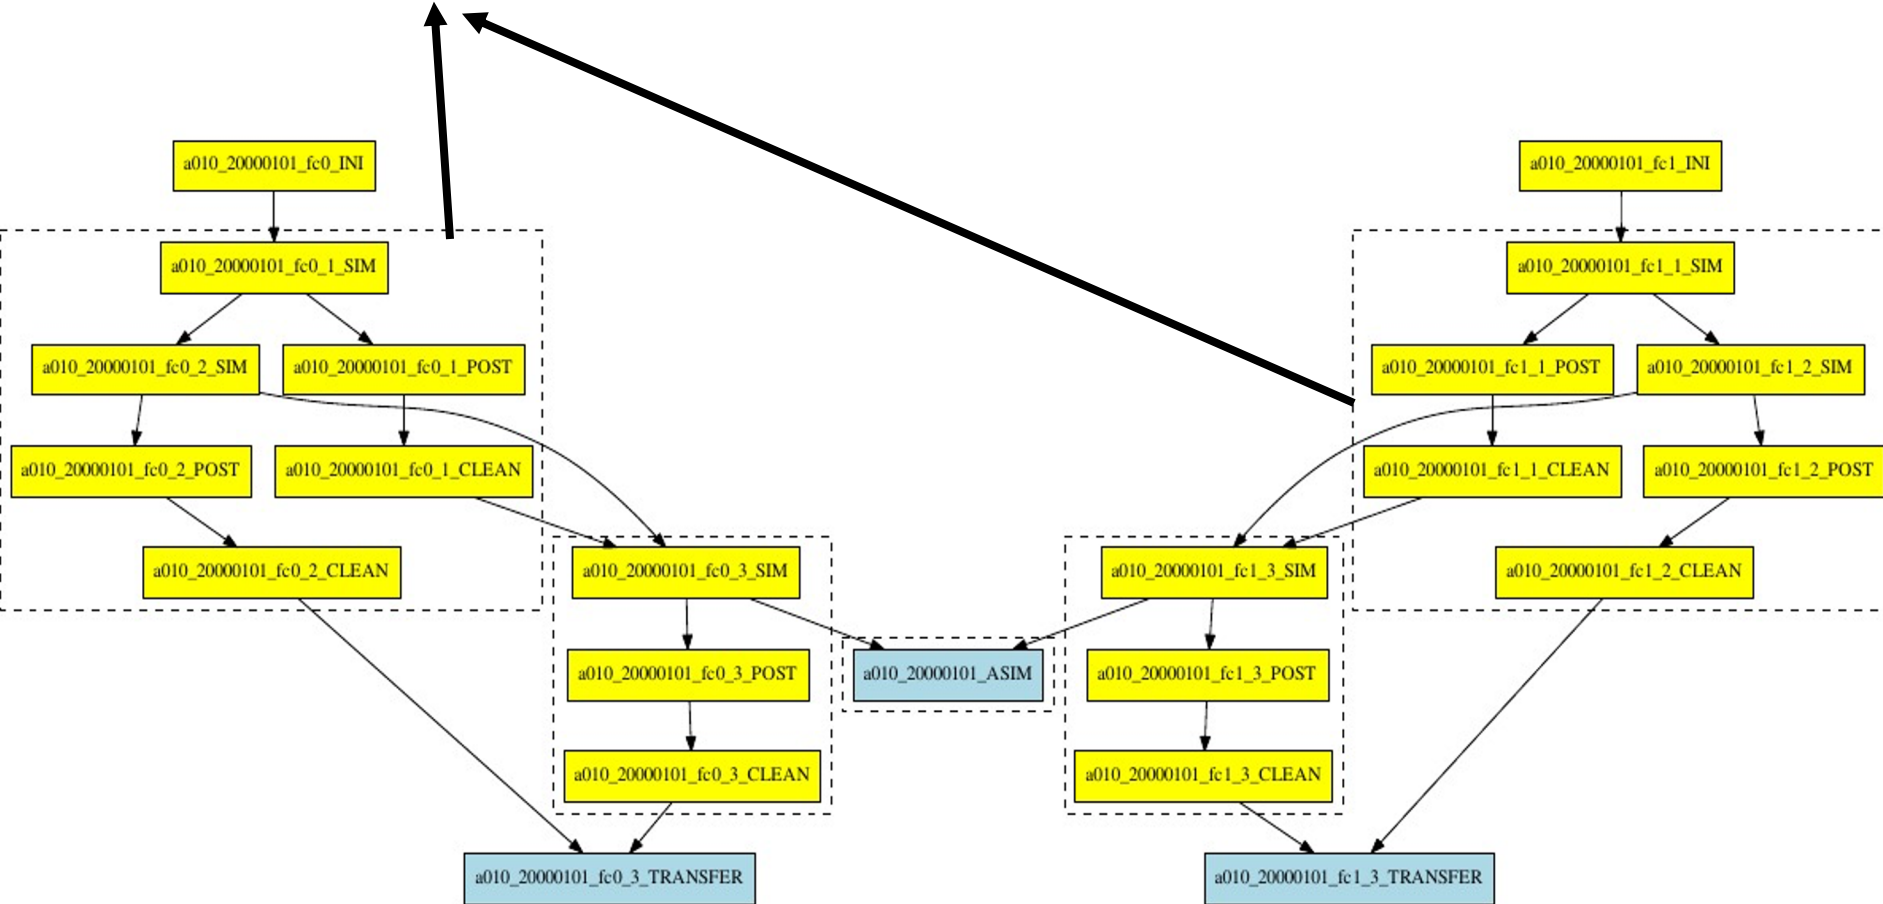 a010_20000101_fc0_INI
a010_20000101_fc1_INI
a010_20000101_fc0_1_SIM
a010_20000101_fc1_1_SIM
a010_20000101_fc0_2_SIM
a010_20000101_fc0_1_POST
a010_20000101_fc1_1_POST
a010_20000101_fc1_2_SIM
a010_20000101_fc0_2_POST
a010_20000101_fc0_1_CLEAN
a010_20000101_fc1_1_CLEAN
a010_20000101_fc1_2_POST
a010_20000101_fc0_2_CLEAN
a010_20000101_fc0_3_SIM
a010_20000101_fc1_3_SIM
a010_20000101_fc1_2_CLEAN
a010_20000101_fc0_3_POST
a010_20000101_ASIM
a010_20000101_fc1_3_POST
a010_20000101_fc0_3_CLEAN
a010_20000101_fc1_3_CLEAN
a010_20000101_fc0_3_TRANSFER
a010_20000101_fc1_3_TRANSFER